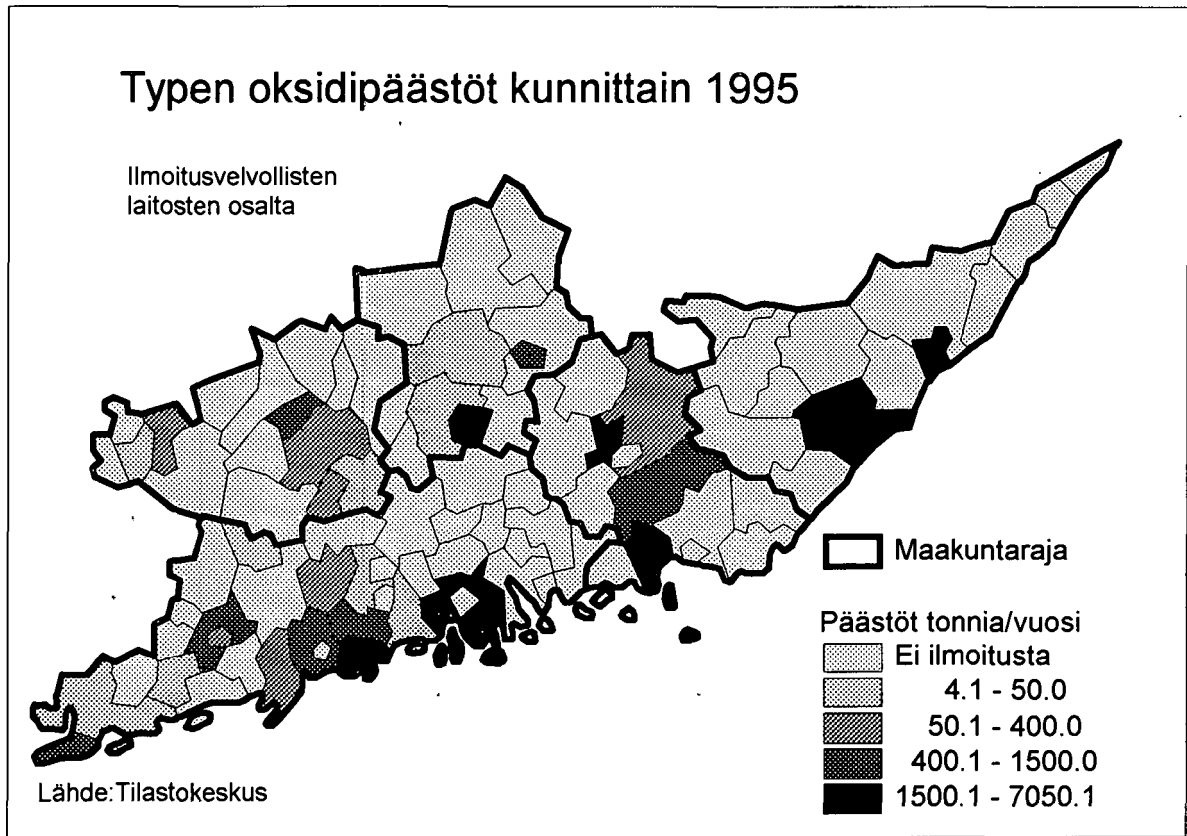 Typen oksidipäästöt kunnittain 1995
Ilmoitusvelvollisten
laitosten osalta
Maakuntaraja
Päästöt tonnia/vuosi
Ei ilmoitusta
4.1 - 50.0
50.1 - 400.0
400.1 - 1500.0
1500.1 - 7050.1
Lähde:Tilastokeskus